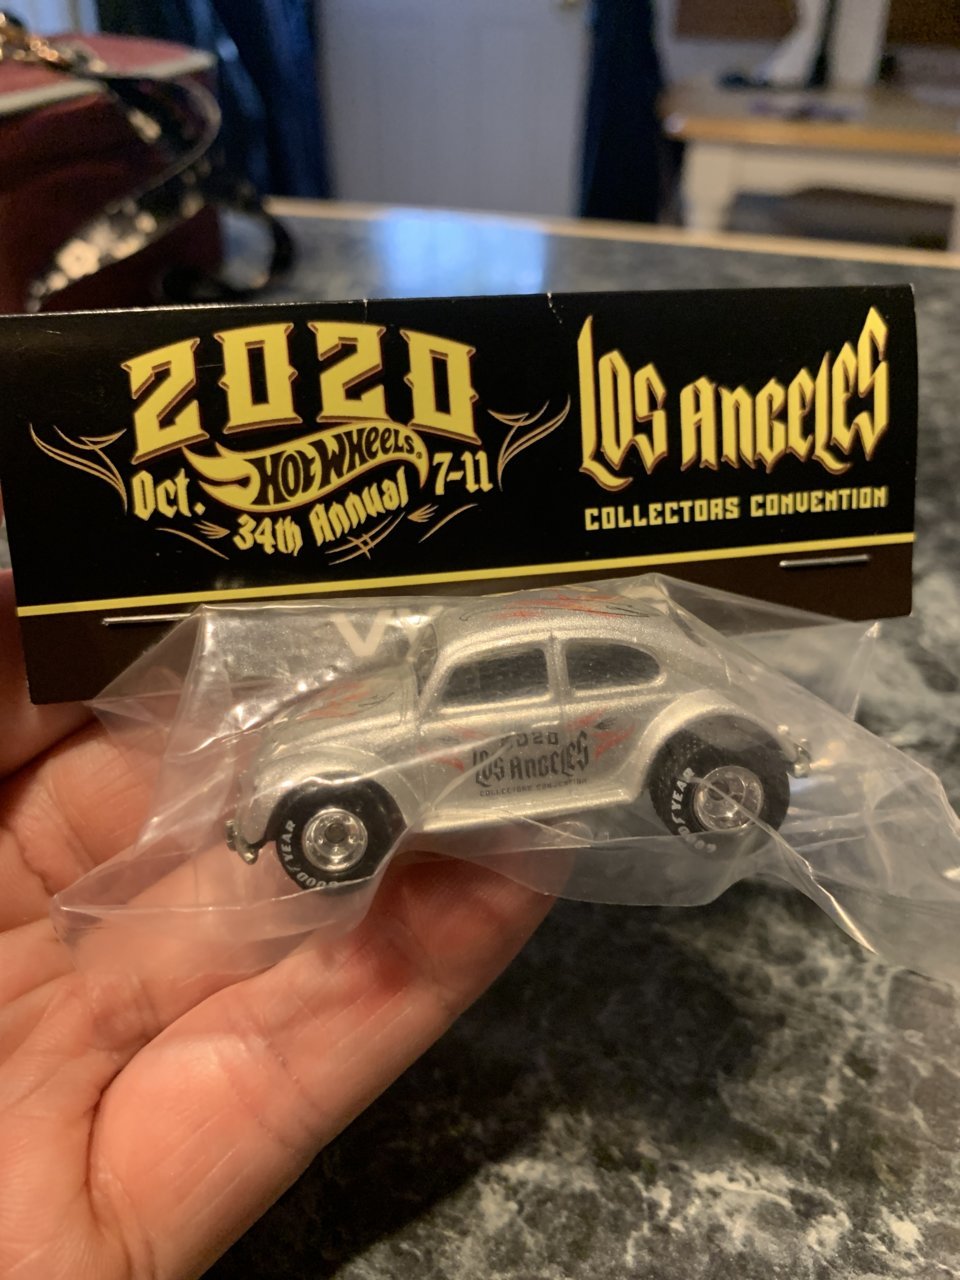 2020
HOT WHEELS®
Oct. 7-11
34th Annual
LOS ANGELES
COLLECTORS CONVENTION
2020
LOS ANGELES
COLLECTORS CONVENTION
GOOD YEAR
GOOD YEAR